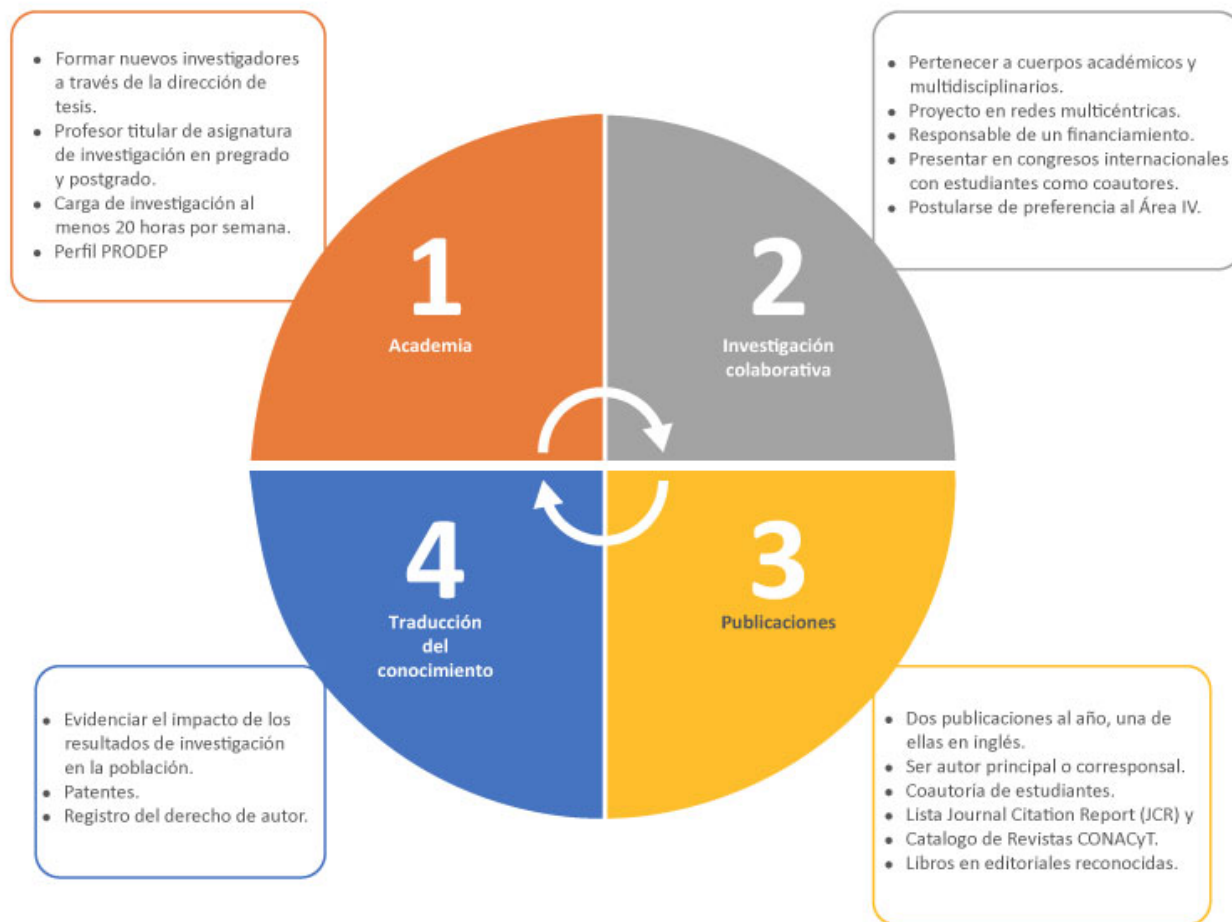 • Formar nuevos investigadores
a través de la dirección de
tesis.
• Profesor titular de asignatura
de investigación en pregrado
y postgrado.
• Carga de investigación al
menos 20 horas por semana.
• Perfil PRODEP
1
Academia
• Pertenecer a cuerpos académicos y
multidisciplinarios.
• Proyecto en redes multicéntricas.
• Responsable de un financiamiento.
• Presentar en congresos internacionales
con estudiantes como coautores.
• Postularse de preferencia al Área IV.
2
Investigación
colaborativa
3
Publicaciones
• Dos publicaciones al año, una de
ellas en inglés.
• Ser autor principal o corresponsal.
• Coautoría de estudiantes.
• Lista Journal Citation Report (JCR) y
• Catalogo de Revistas CONACyT.
• Libros en editoriales reconocidas.
4
Traducción
del
conocimiento
• Evidenciar el impacto de los
resultados de investigación
en la población.
• Patentes.
• Registro del derecho de autor.